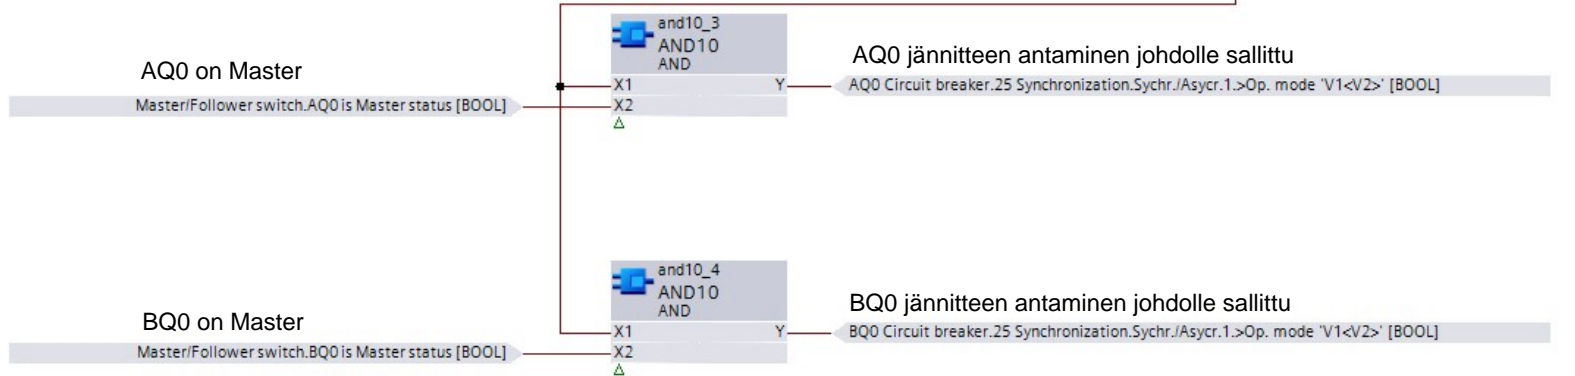 and10_3
AND10
AND
AQ0 on Master
AQ0 jännitteen antaminen johdolle sallittu
X1
Y
AQ0 Circuit breaker.25 Synchronization.Sychr./Asycr.1.>Op. mode 'V1<V2>' [BOOL]
Master/Follower switch.AQ0 is Master status [BOOL]
X2
and10_4
AND10
AND
BQ0 on Master
BQ0 jännitteen antaminen johdolle sallittu
X1
Y
BQ0 Circuit breaker.25 Synchronization.Sychr./Asycr.1.>Op. mode 'V1<V2>' [BOOL]
Master/Follower switch.BQ0 is Master status [BOOL]
X2